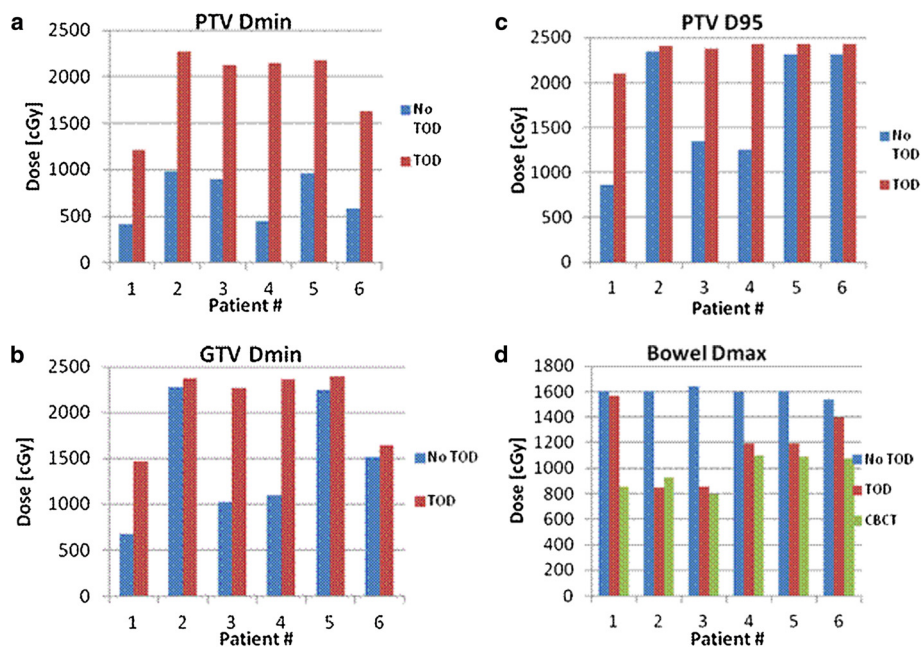 a
PTV Dmin
Dose [cGy]
2500
2000
1500
1000
500
0
1 2 3 4 5 6
Patient #
No TOD
TOD
c
PTV D95
Dose [cGy]
2500
2000
1500
1000
500
0
1 2 3 4 5 6
Patient #
No
TOD
TOD
b
GTV Dmin
Dose [cGy]
2500
2000
1500
1000
500
0
1 2 3 4 5 6
Patient #
No TOD
TOD
d
Bowel Dmax
Dose [cGy]
1800
1600
1400
1200
1000
800
600
400
200
0
1 2 3 4 5 6
Patient #
No TOD
TOD
CBCT